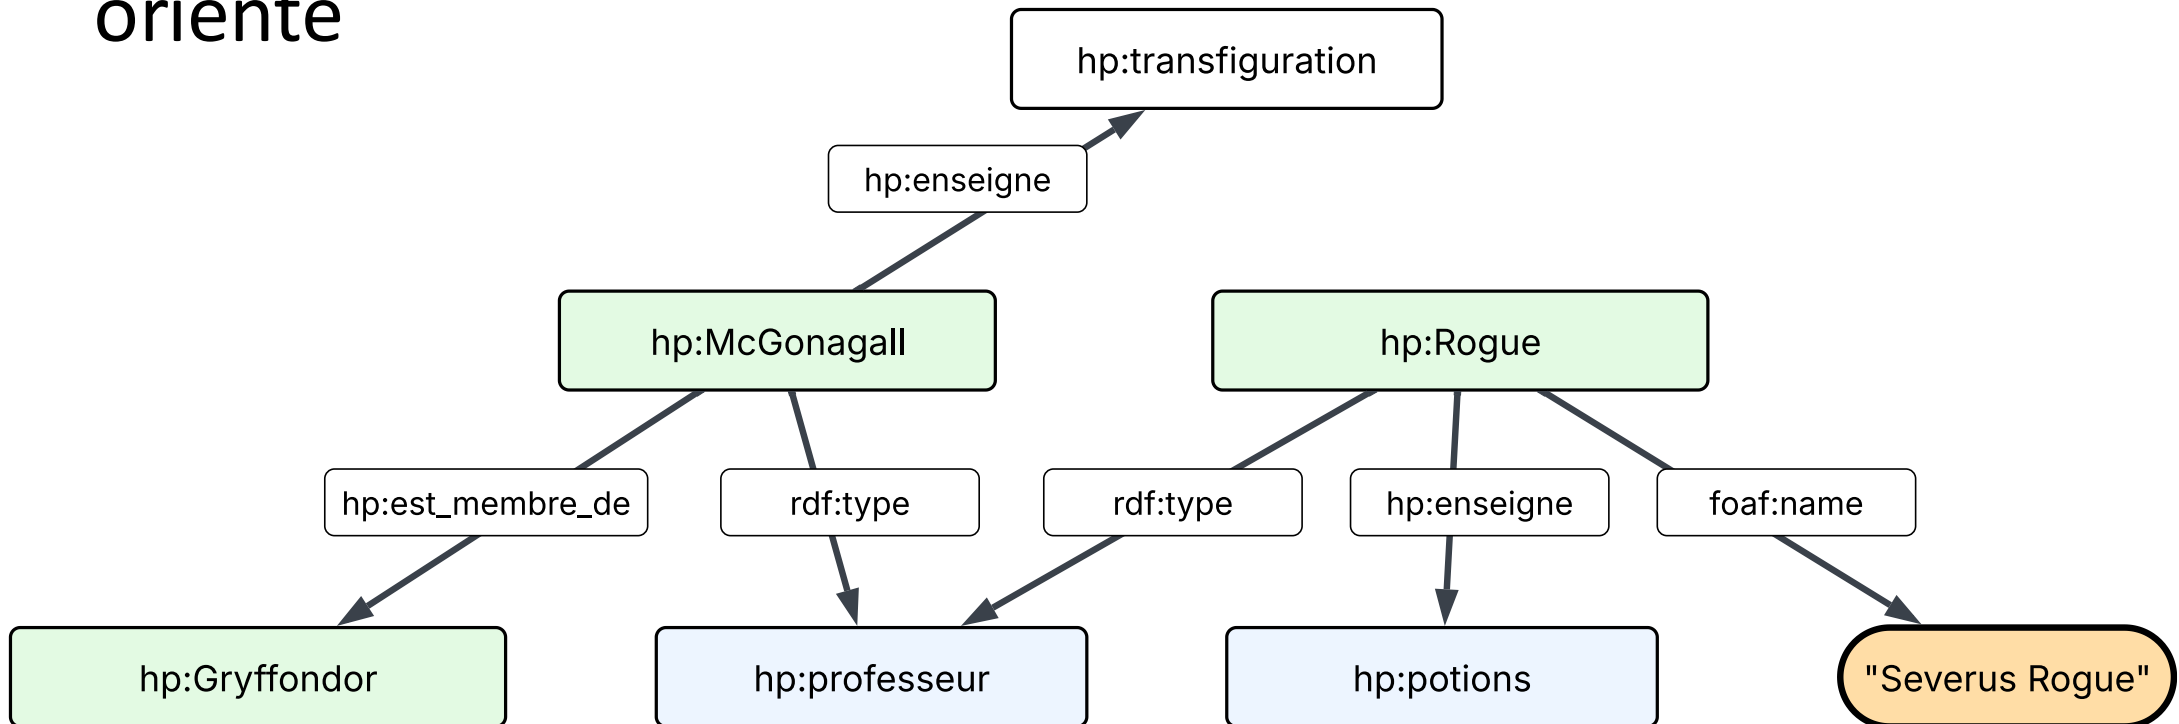 oriente
hp:transfiguration
hp:enseigne
hp:McGonagall
hp:Rogue
hp:est_membre_de
rdf:type
rdf:type
hp:enseigne
foaf:name
hp:Gryffondor
hp:professeur
hp:potions
"Severus Rogue"